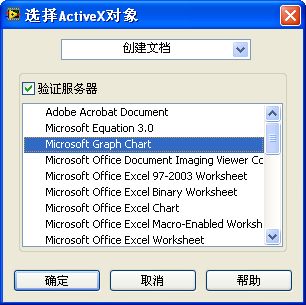 选择ActiveX对象
创建文档
验证服务器
Adobe Acrobat Document
Microsoft Equation 3.0
Microsoft Graph Chart
Microsoft Office Document Imaging Viewer Co
Microsoft Office Excel 97-2003 Worksheet
Microsoft Office Excel Binary Worksheet
Microsoft Office Excel Chart
Microsoft Office Excel Macro-Enabled Worksh
Microsoft Office Excel Worksheet
确定 取消 帮助